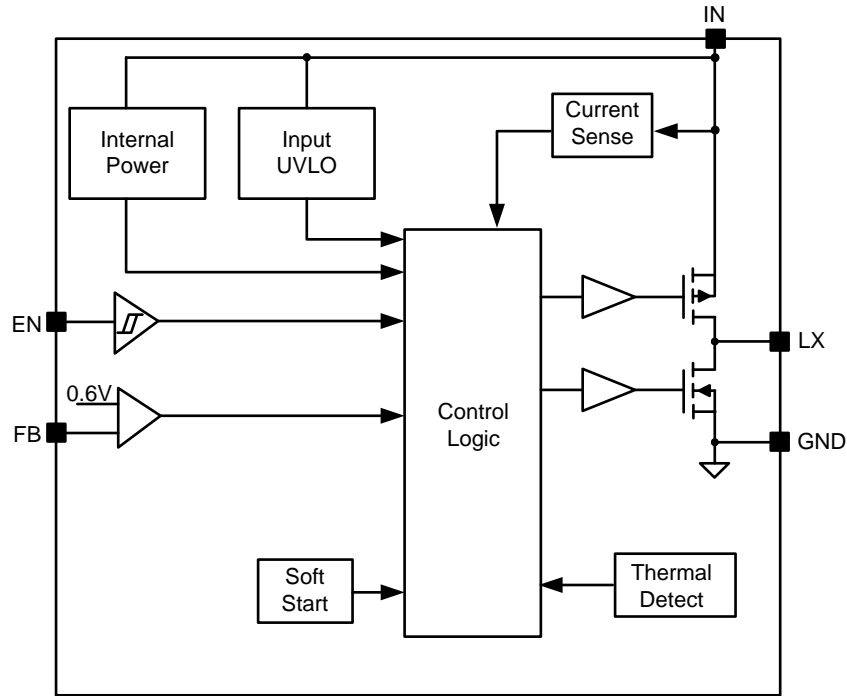 IN
Internal
Power
Input
UVLO
Current
Sense
EN
LX
0.6V
FB
Control
Logic
GND
Soft
Start
Thermal
Detect